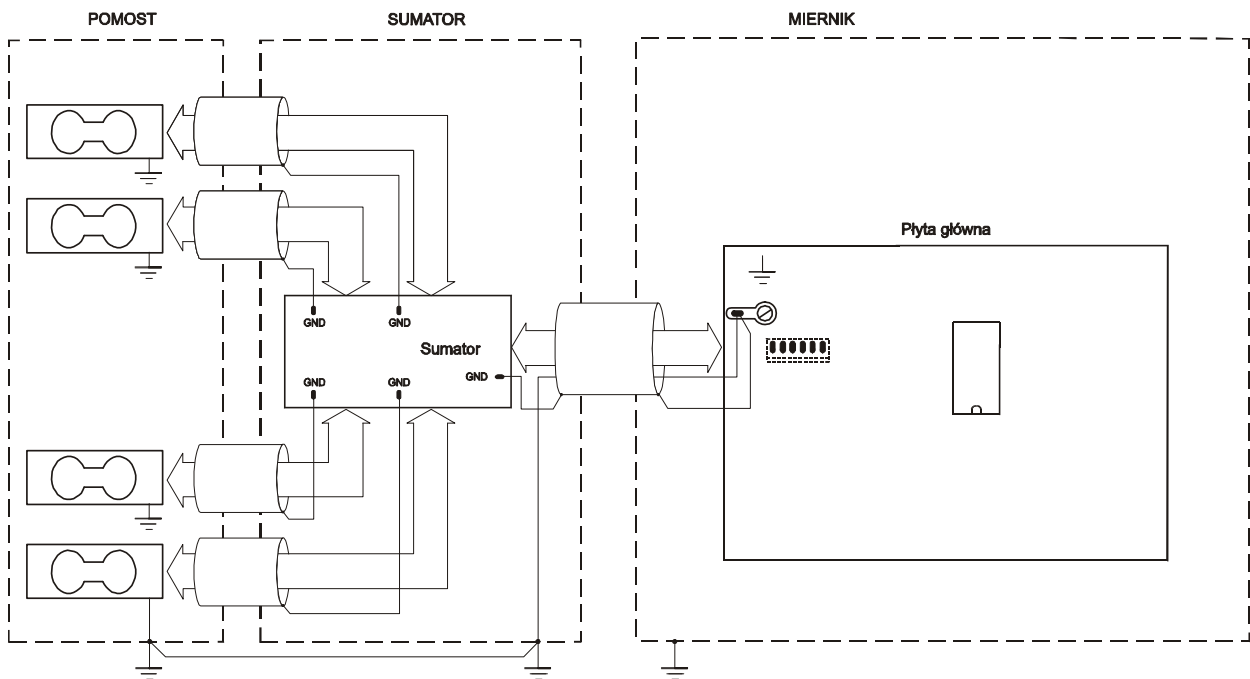 POMOST
SUMATOR
MIERNIK
Płyta główna
GND
GND
Sumator
GND
GND
GND